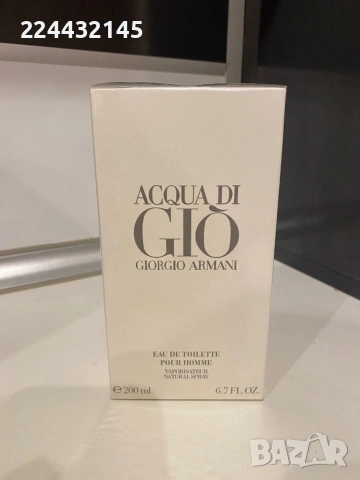 224432145
ACQUA DI
GIÒ
GIORGIO ARMANI
EAU DE TOILETTE
POUR HOMME
VAPORISATEUR
NATURAL SPRAY
℮ 200 ml 6.7 FL.OZ.
BAZAR